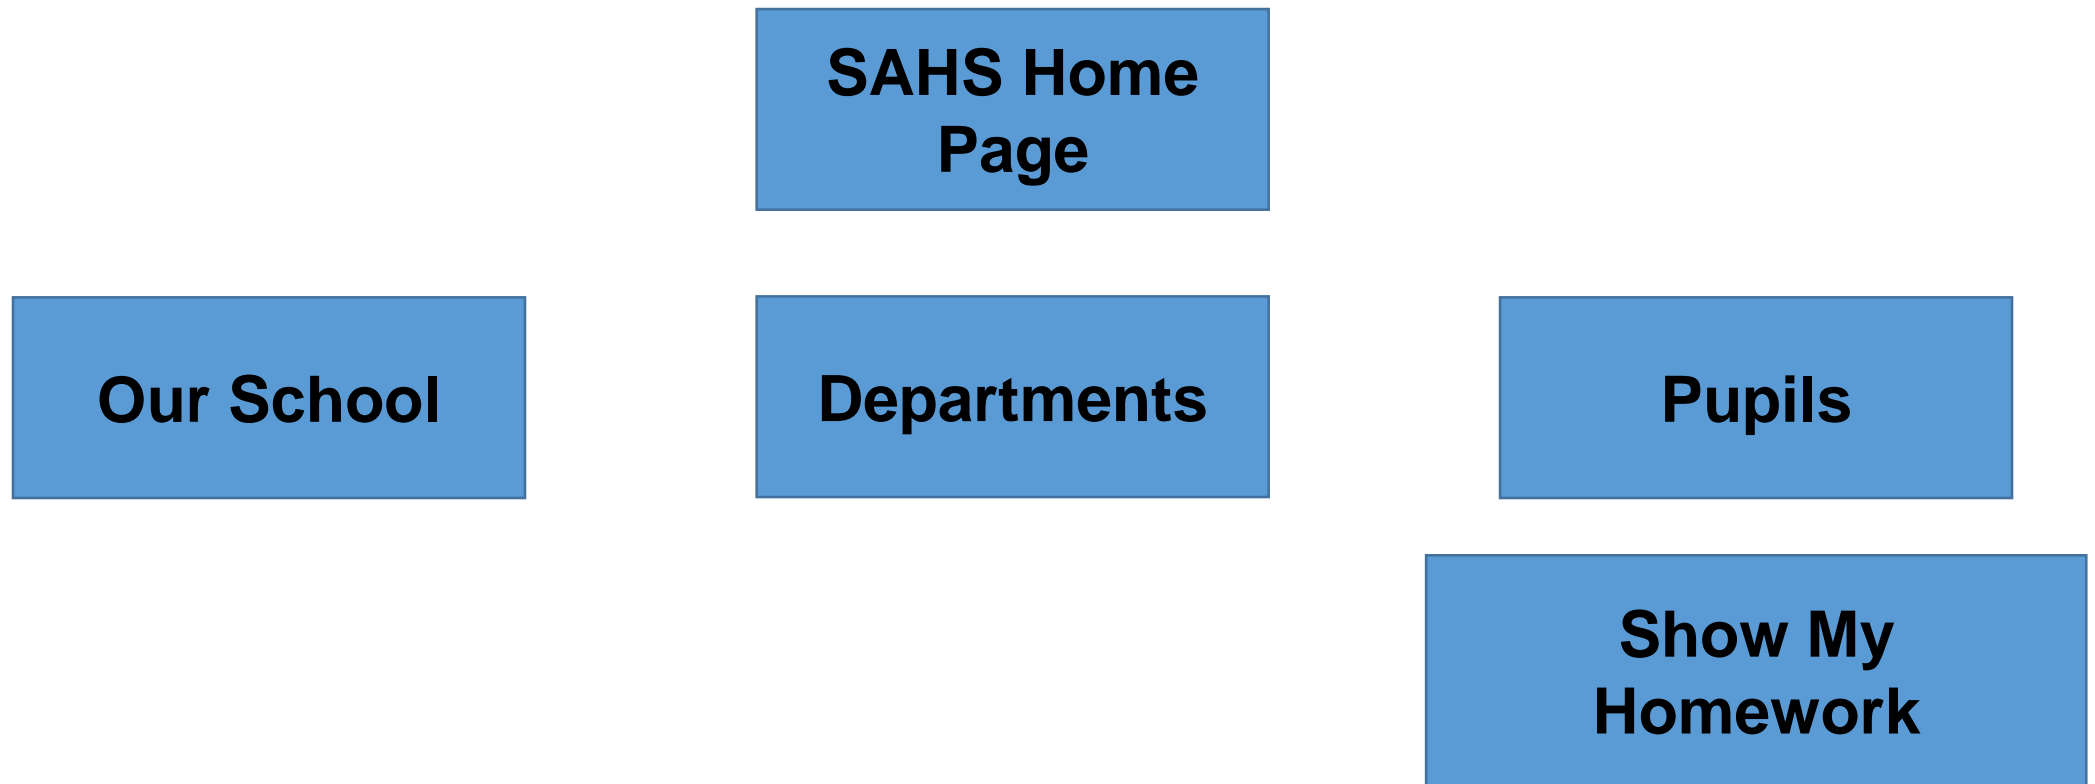 SAHS Home
Page
Our School
Departments
Pupils
Show My
Homework